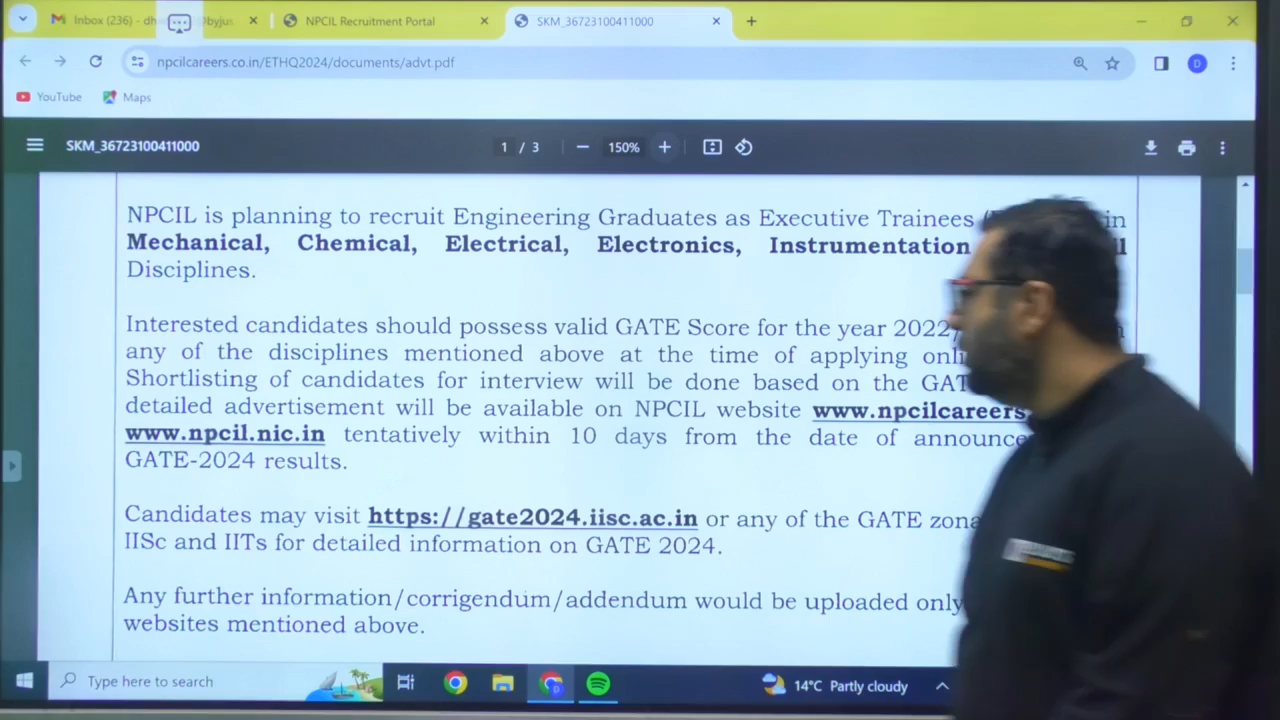 Inbox (236) - dh byjus
NPCIL Recruitment Portal
SKM_36723100411000
npcilcareers.co.in/ETHQ2024/documents/advt.pdf
D
YouTube
Maps
SKM_36723100411000
1 / 3
150%
NPCIL is planning to recruit Engineering Graduates as Executive Trainees in
Mechanical, Chemical, Electrical, Electronics, Instrumentation
Disciplines.
Interested candidates should possess valid GATE Score for the year 2022/
any of the disciplines mentioned above at the time of applying
Shortlisting of candidates for interview will be done based on the
detailed advertisement will be available on NPCIL website www.npcilcareers.
www.npcil.nic.in tentatively within 10 days from the date of
GATE-2024 results.
Candidates may visit https://gate2024.iisc.ac.in or any of the GATE
IISc and IITs for detailed information on GATE 2024.
Any further information/corrigendum/addendum would be uploaded only
websites mentioned above.
Type here to search
14°C Partly cloudy